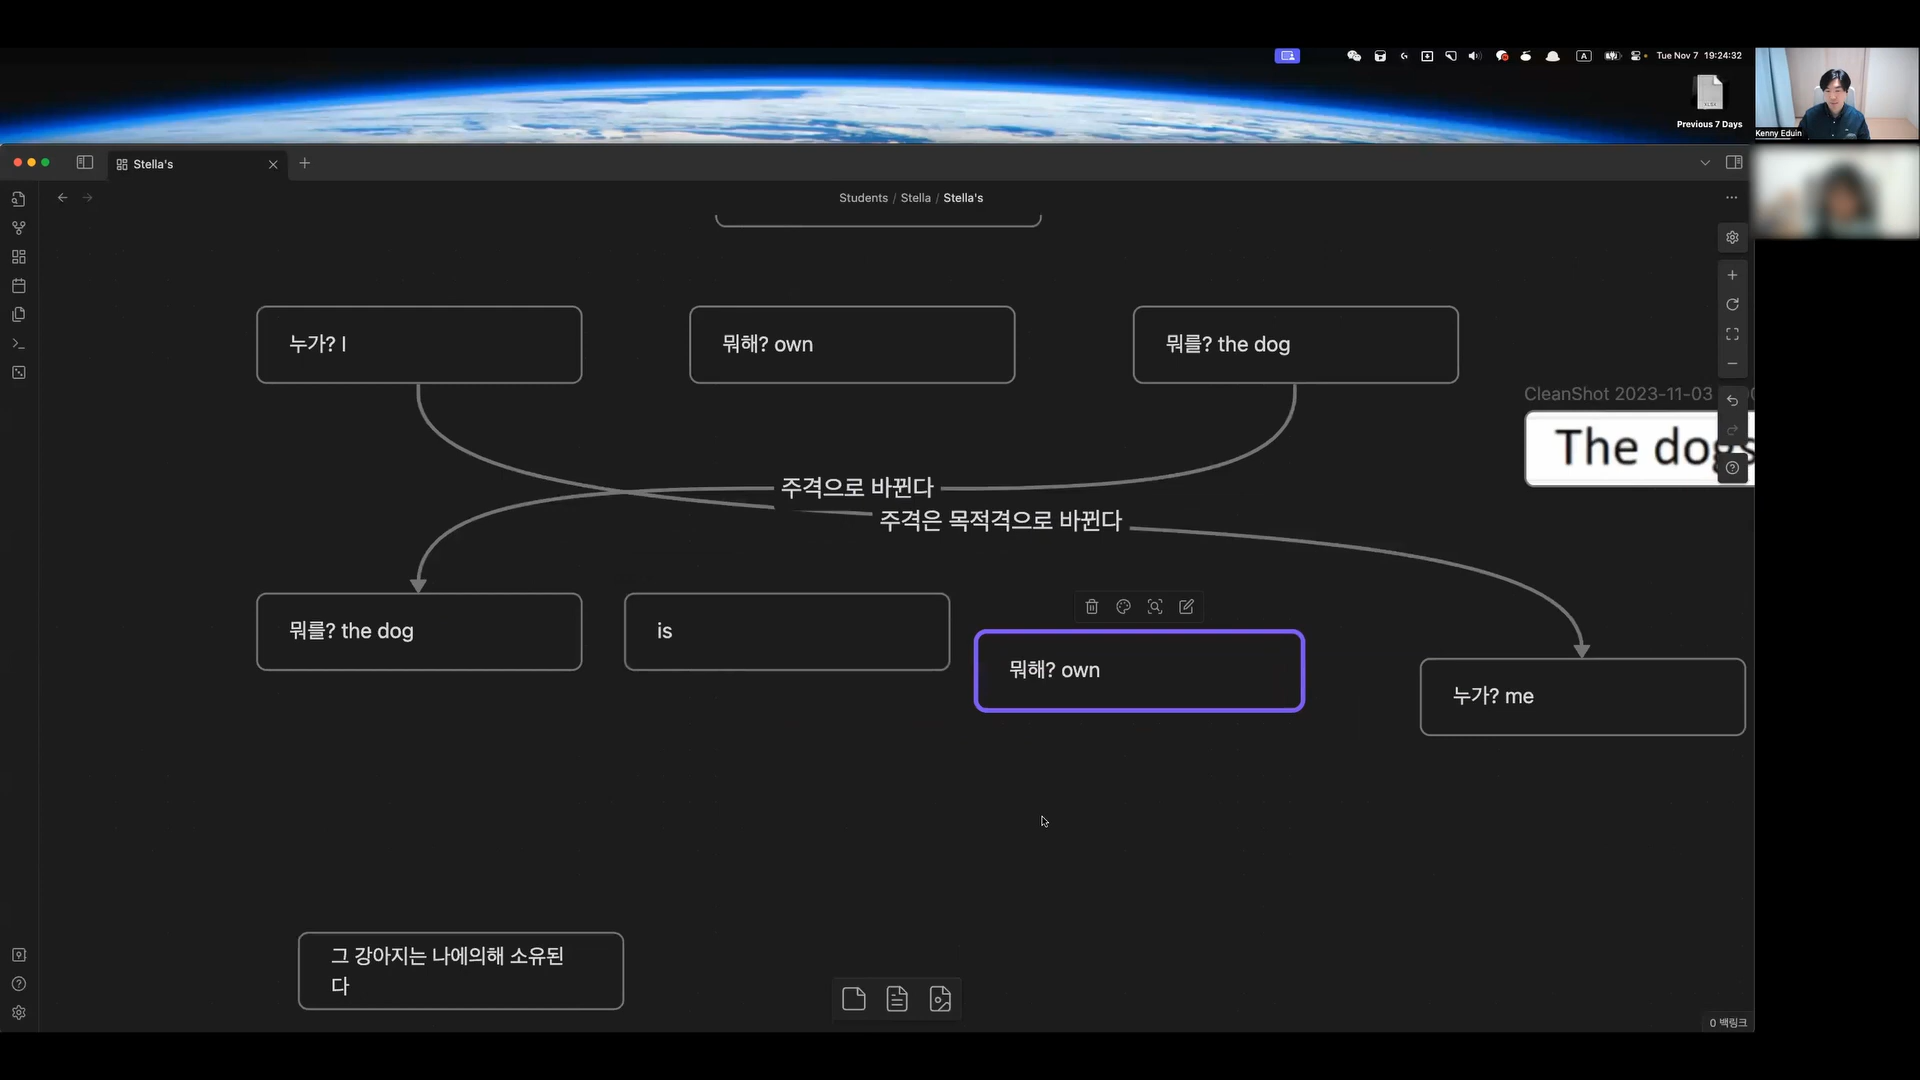 Tue Nov 7 19:24:32
Previous 7 Days
Kenny Eduin
Stella's
Students / Stella / Stella's
누가? I
뭐해? own
뭐를? the dog
CleanShot 2023-11-03
The dogs
주격으로 바뀐다
주격은 목적격으로 바뀐다
뭐를? the dog
is
뭐해? own
누가? me
그 강아지는 나에의해 소유된
다
0 백링크